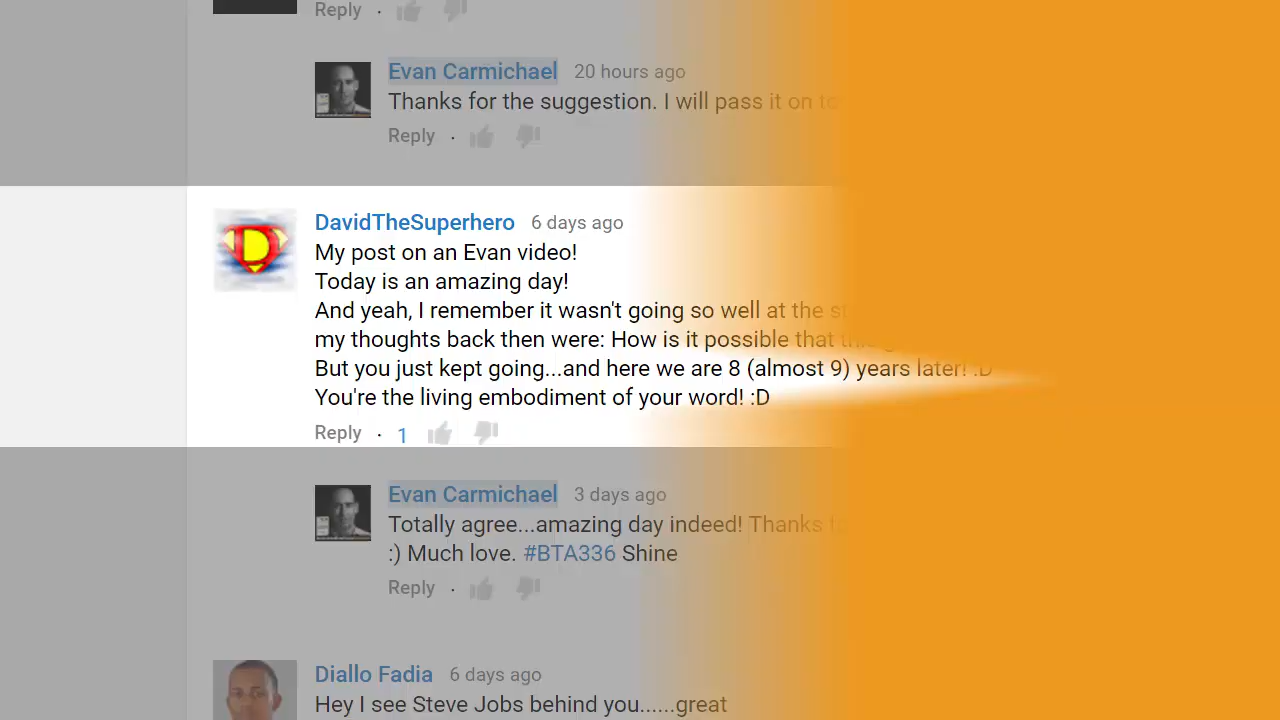 Reply ·
Evan Carmichael 20 hours ago
Thanks for the suggestion. I will pass it on to
Reply ·
DavidTheSuperhero 6 days ago
D
My post on an Evan video!
Today is an amazing day!
And yeah, I remember it wasn't going so well at the
my thoughts back then were: How is it possible that this
But you just kept going...and here we are 8 (almost 9) years later! :D
You're the living embodiment of your word! :D
Reply · 1
Evan Carmichael 3 days ago
Totally agree...amazing day indeed! Thanks
:) Much love. #BTA336 Shine
Reply ·
Diallo Fadia 6 days ago
Hey I see Steve Jobs behind you......great